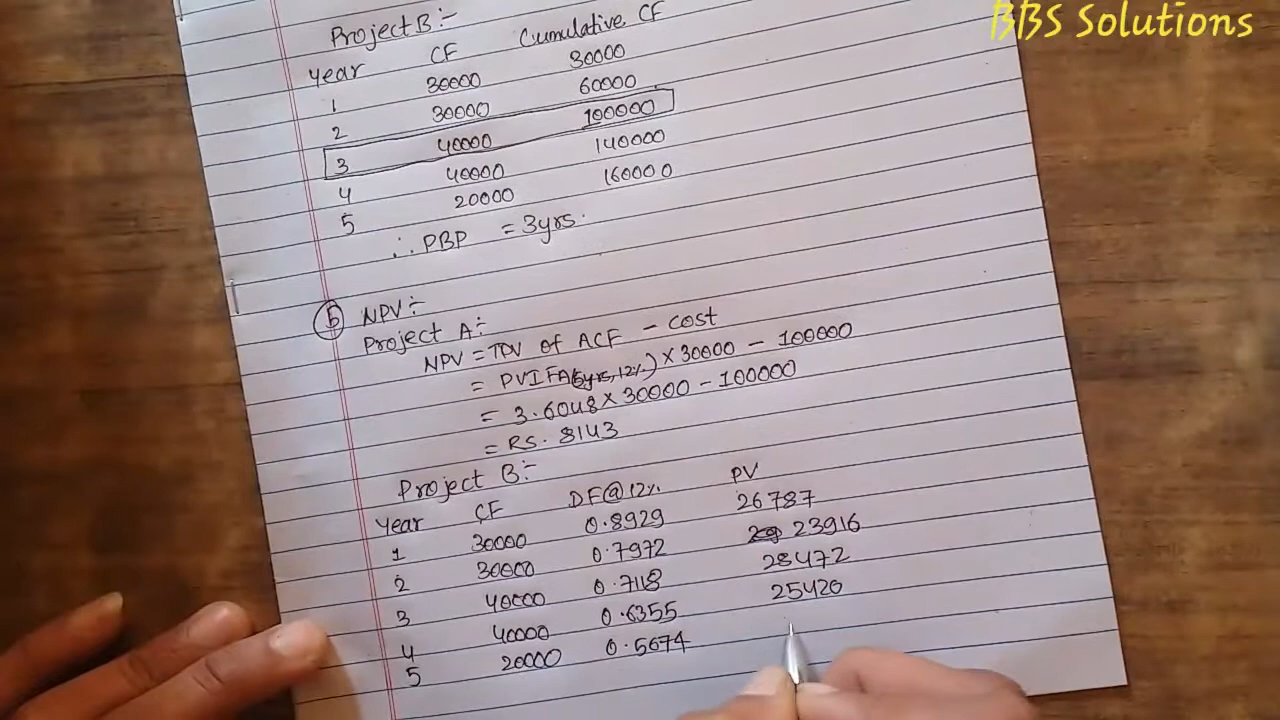 BBS Solutions
Project B:-
Year CF Cumulative CF
1 30000 30000
2 30000 60000
3 40000 100000
4 40000 140000
5 20000 160000
∴ PBP = 3yrs.
b NPV:-
Project A:-
NPV = TPV of ACF - cost
= PVIFA(5yrs, 12%) × 30000 - 100000
= 3.6048 × 30000 - 100000
= RS. 8143
Project B:-
Year CF DF@12% PV
1 30000 0.8929 26787
2 30000 0.7972 23916
3 40000 0.7118 28472
4 40000 0.6355 25420
5 20000 0.5674